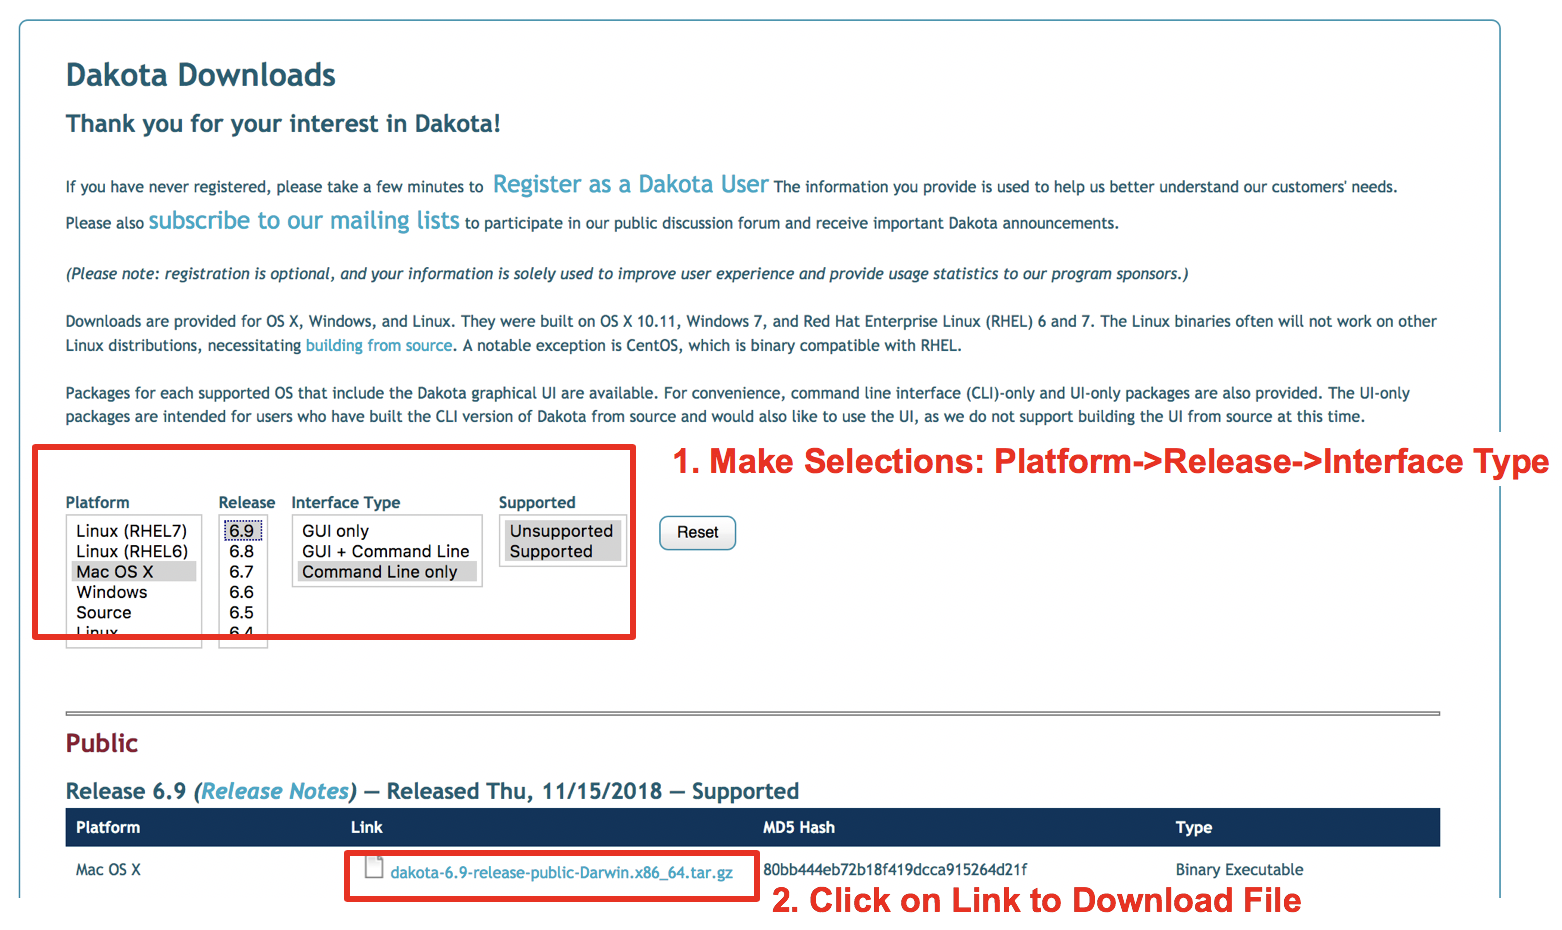 Dakota Downloads
Thank you for your interest in Dakota!
If you have never registered, please take a few minutes to Register as a Dakota User The information you provide is used to help us better understand our customers' needs.
Please also subscribe to our mailing lists to participate in our public discussion forum and receive important Dakota announcements.
(Please note: registration is optional, and your information is solely used to improve user experience and provide usage statistics to our program sponsors.)
Downloads are provided for OS X, Windows, and Linux. They were built on OS X 10.11, Windows 7, and Red Hat Enterprise Linux (RHEL) 6 and 7. The Linux binaries often will not work on other
Linux distributions, necessitating building from source. A notable exception is CentOS, which is binary compatible with RHEL.
Packages for each supported OS that include the Dakota graphical UI are available. For convenience, command line interface (CLI)-only and UI-only packages are also provided. The UI-only
packages are intended for users who have built the CLI version of Dakota from source and would also like to use the UI, as we do not support building the UI from source at this time.
1. Make Selections: Platform->Release->Interface Type
Platform
Linux (RHEL7)
Linux (RHEL6)
Mac OS X
Windows
Source
Linux
Release
6.9
6.8
6.7
6.6
6.5
6.4
Interface Type
GUI only
GUI + Command Line
Command Line only
Supported
Unsupported
Supported
Reset
Public
Release 6.9 (Release Notes) — Released Thu, 11/15/2018 — Supported
Platform Link MD5 Hash Type
Mac OS X dakota-6.9-release-public-Darwin.x86_64.tar.gz 80bb444eb72b18f419dcca915264d21f Binary Executable
2. Click on Link to Download File